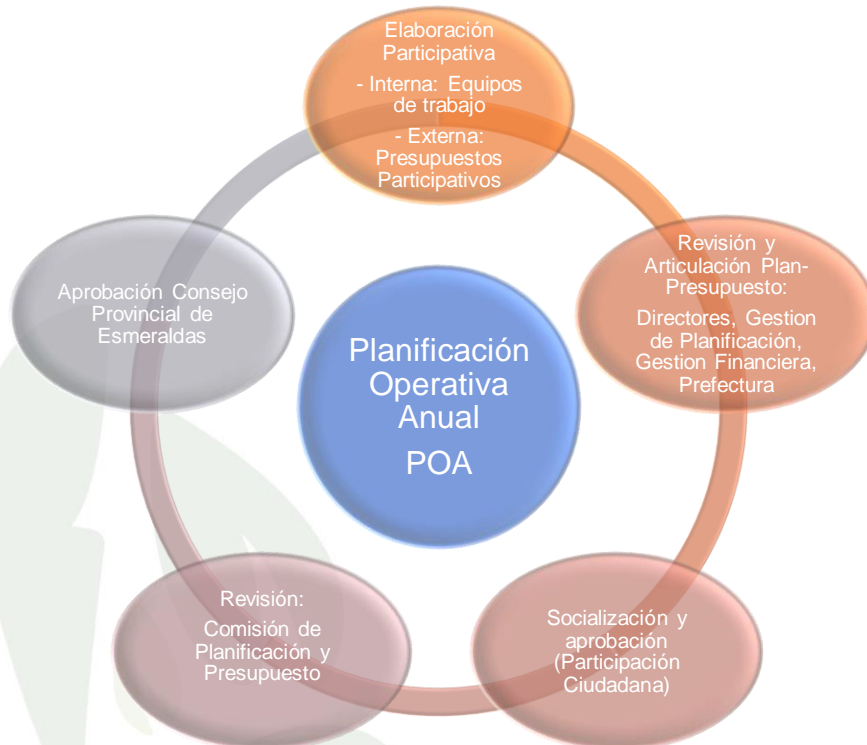 Elaboración
Participativa
- Interna: Equipos
de trabajo
- Externa:
Presupuestos
Participativos
Revisión y
Articulación Plan-
Presupuesto:
Directores, Gestion
de Planificación,
Gestion Financiera,
Prefectura
Socialización y
aprobación
(Participación
Ciudadana)
Revisión:
Comisión de
Planificación y
Presupuesto
Aprobación Consejo
Provincial de
Esmeraldas
Planificación
Operativa
Anual
POA